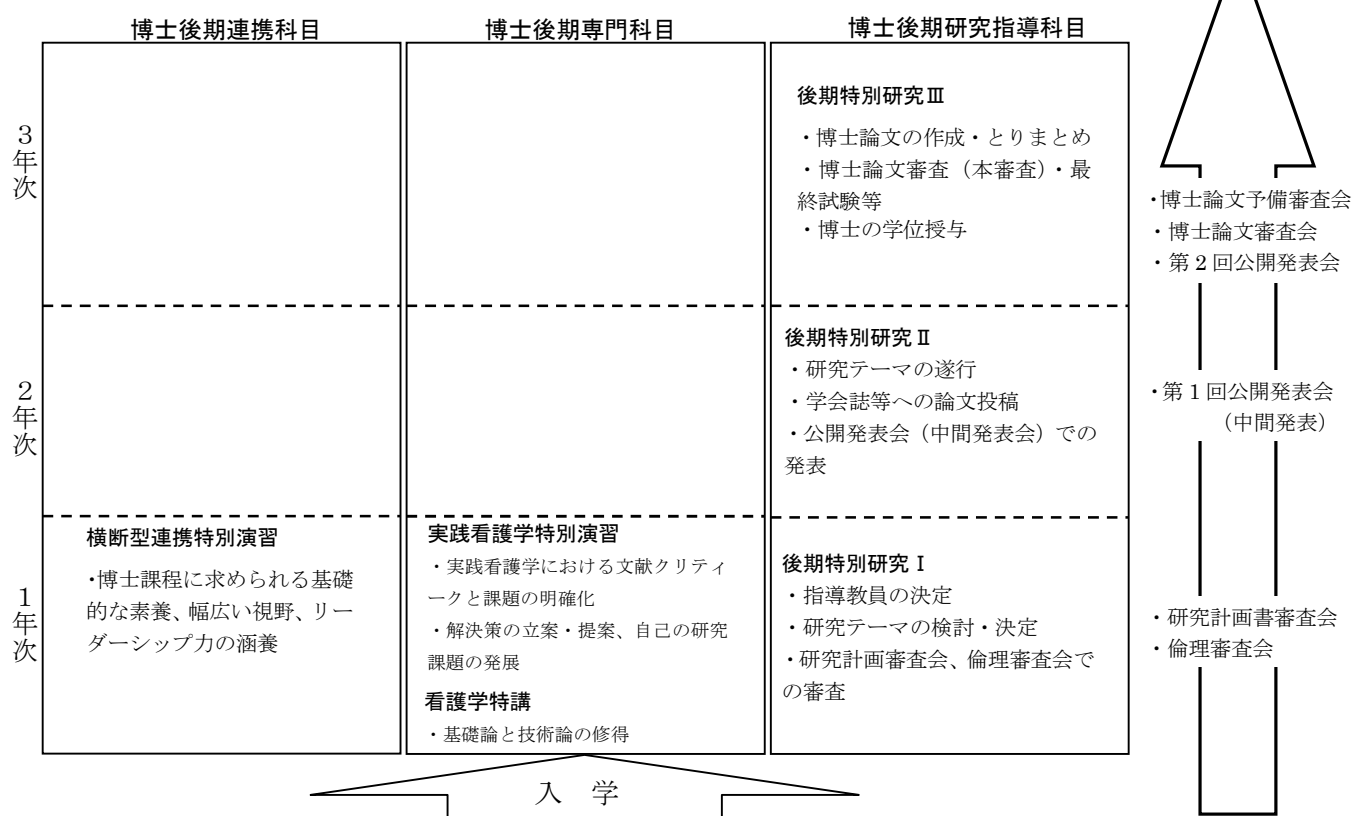 博士後期連携科目
博士後期専門科目
博士後期研究指導科目
3年次
後期特別研究Ⅲ
・博士論文の作成・とりまとめ
・博士論文審査（本審査）・最
終試験等
・博士の学位授与
・博士論文予備審査会
・博士論文審査会
・第2回公開発表会
2年次
後期特別研究Ⅱ
・研究テーマの遂行
・学会誌等への論文投稿
・公開発表会（中間発表会）での
発表
・第1回公開発表会
（中間発表）
1年次
横断型連携特別演習
・博士課程に求められる基礎
的な素養、幅広い視野、リー
ダーシップ力の涵養
実践看護学特別演習
・実践看護学における文献クリティ
ークと課題の明確化
・解決策の立案・提案、自己の研究
課題の発展
看護学特講
・基礎論と技術論の修得
後期特別研究Ⅰ
・指導教員の決定
・研究テーマの検討・決定
・研究計画審査会、倫理審査会で
の審査
・研究計画書審査会
・倫理審査会
入 学